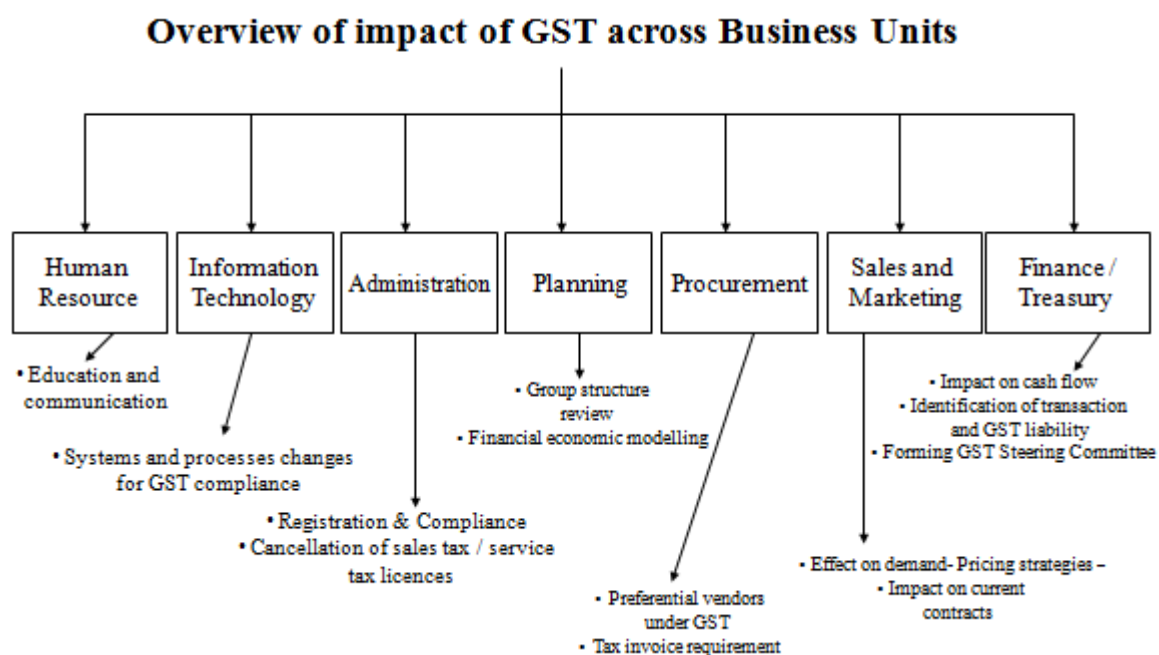 Overview of impact of GST across Business Units
Human
Resource
Information
Technology
Administration
Planning
Procurement
Sales and
Marketing
Finance /
Treasury
• Education and
communication
• Systems and processes changes
for GST compliance
• Registration & Compliance
• Cancellation of sales tax / service
tax licences
▪ Group structure
review
▪ Financial economic modelling
▪ Preferential vendors
under GST
▪ Tax invoice requirement
▪ Effect on demand- Pricing strategies –
▪ Impact on current
contracts
▪ Impact on cash flow
▪ Identification of transaction
and GST liability
▪ Forming GST Steering Committee